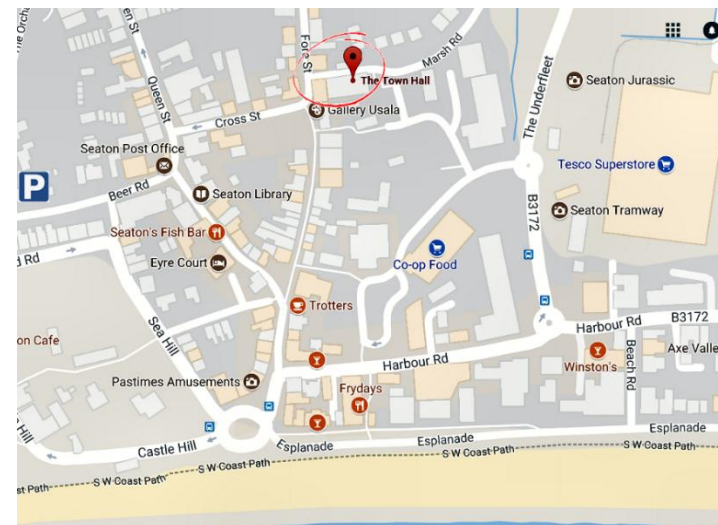 The Orcha
Queen St
Fore St
Marsh Rd
The Town Hall
Gallery Usala
Cross St
The Underfleet
Seaton Jurassic
Seaton Post Office
Tesco Superstore
P
Beer Rd
Seaton Library
B3172
Seaton Tramway
Seaton's Fish Bar
d Rd
Eyre Court
Co-op Food
Trotters
Sea Hill
Harbour Rd
B3172
on Cafe
Harbour Rd
Beach Rd
Axe Valle
Winston's
Pastimes Amusements
Frydays
Hill
Castle Hill
Esplanade
Esplanade
Esplanade
S W Coast Path
S W Coast Path
S W Coast Path
st Path